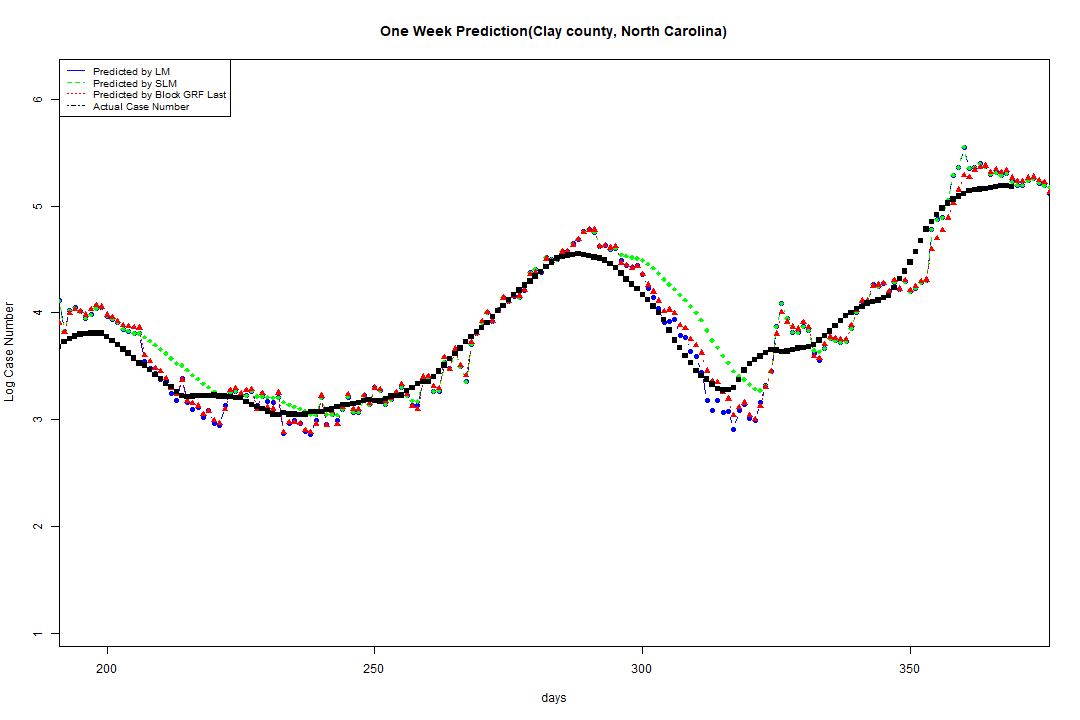 One Week Prediction(Clay county, North Carolina)
Predicted by LM
Predicted by SLM
Predicted by Block GRF Last
Actual Case Number
6
5
4
3
2
1
Log Case Number
200 250 300 350
days